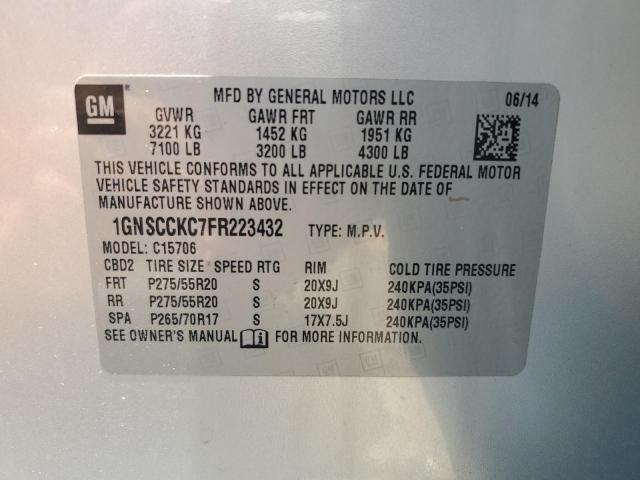 GM
MFD BY GENERAL MOTORS LLC 06/14
GVWR GAWR FRT GAWR RR
3221 KG 1452 KG 1951 KG
7100 LB 3200 LB 4300 LB
THIS VEHICLE CONFORMS TO ALL APPLICABLE U.S. FEDERAL MOTOR
VEHICLE SAFETY STANDARDS IN EFFECT ON THE DATE OF
MANUFACTURE SHOWN ABOVE.
1GNSCCKC7FR223432 TYPE: M.P.V.
MODEL: C15706
CBD2 TIRE SIZE SPEED RTG RIM COLD TIRE PRESSURE
FRT P275/55R20 S 20X9J 240KPA(35PSI)
RR P275/55R20 S 20X9J 240KPA(35PSI)
SPA P265/70R17 S 17X7.5J 240KPA(35PSI)
SEE OWNER'S MANUAL i FOR MORE INFORMATION.